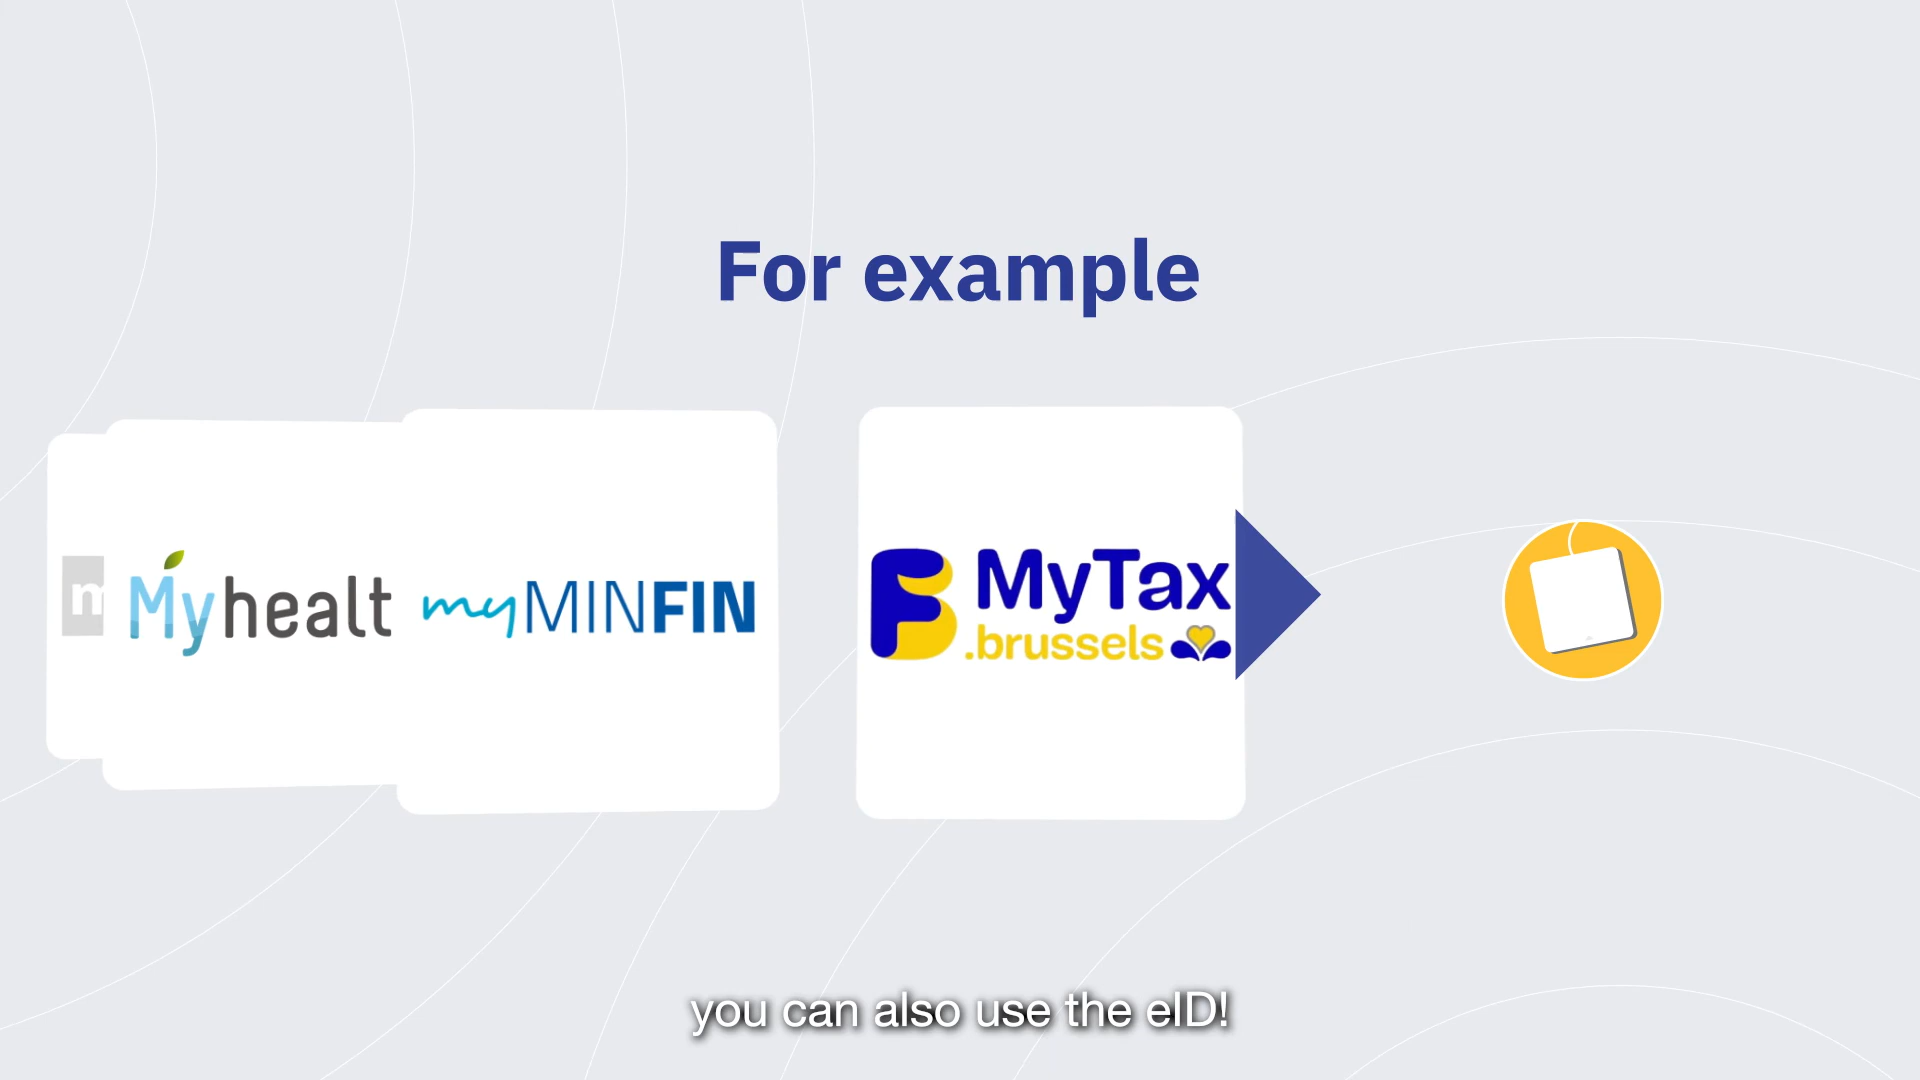 For example
Myhealt
myMINFIN
MyTax
.brussels
you can also use the eID!